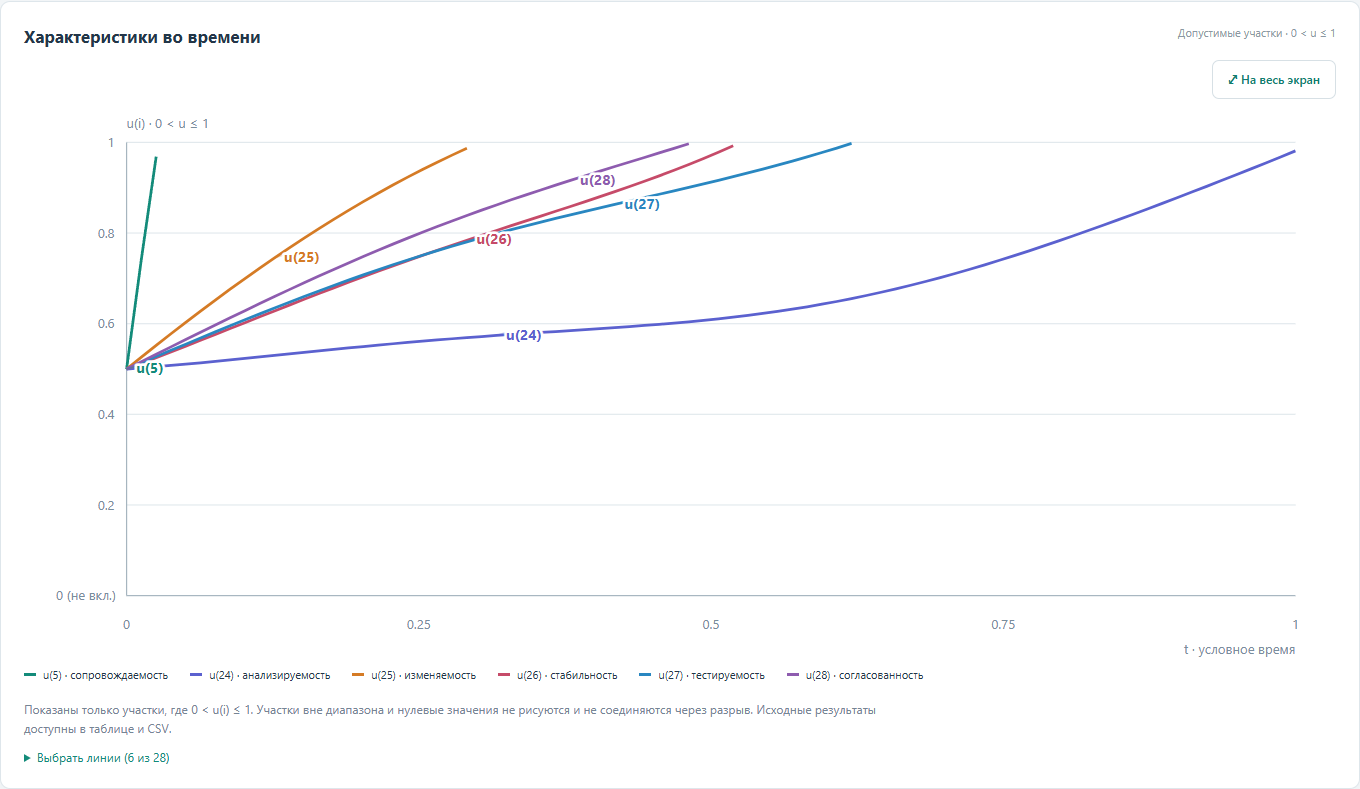 Характеристики во времени
Допустимые участки · 0 < u ≤ 1
⤢ На весь экран
u(i) · 0 < u ≤ 1
1
0.8
0.6
0.4
0.2
0 (не вкл.)
u(28)
u(27)
u(26)
u(25)
u(24)
u(5)
0 0.25 0.5 0.75 1
t · условное время
u(5) · сопровождаемость u(24) · анализируемость u(25) · изменяемость u(26) · стабильность u(27) · тестируемость u(28) · согласованность
Показаны только участки, где 0 < u(i) ≤ 1. Участки вне диапазона и нулевые значения не рисуются и не соединяются через разрыв. Исходные результаты
доступны в таблице и CSV.
▶ Выбрать линии (6 из 28)